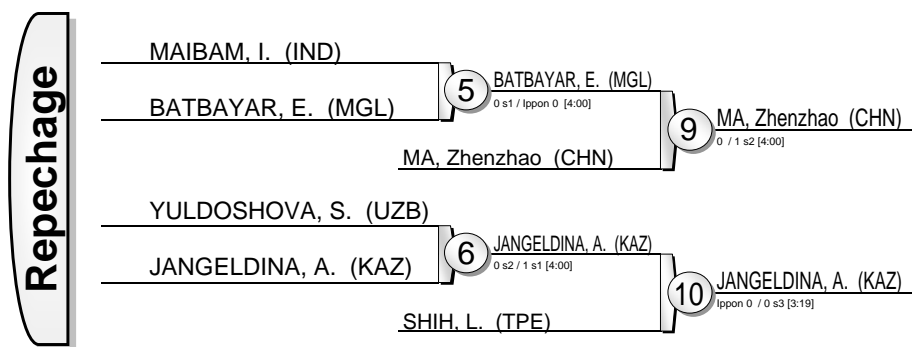 Repechage
MAIBAM, I. (IND)
BATBAYAR, E. (MGL)
5
BATBAYAR, E. (MGL)
0 s1 / Ippon 0 [4:00]
MA, Zhenzhao (CHN)
9
MA, Zhenzhao (CHN)
0 / 1 s2 [4:00]
YULDOSHOVA, S. (UZB)
JANGELDINA, A. (KAZ)
6
JANGELDINA, A. (KAZ)
0 s2 / 1 s1 [4:00]
SHIH, L. (TPE)
10
JANGELDINA, A. (KAZ)
Ippon 0 / 0 s3 [3:19]